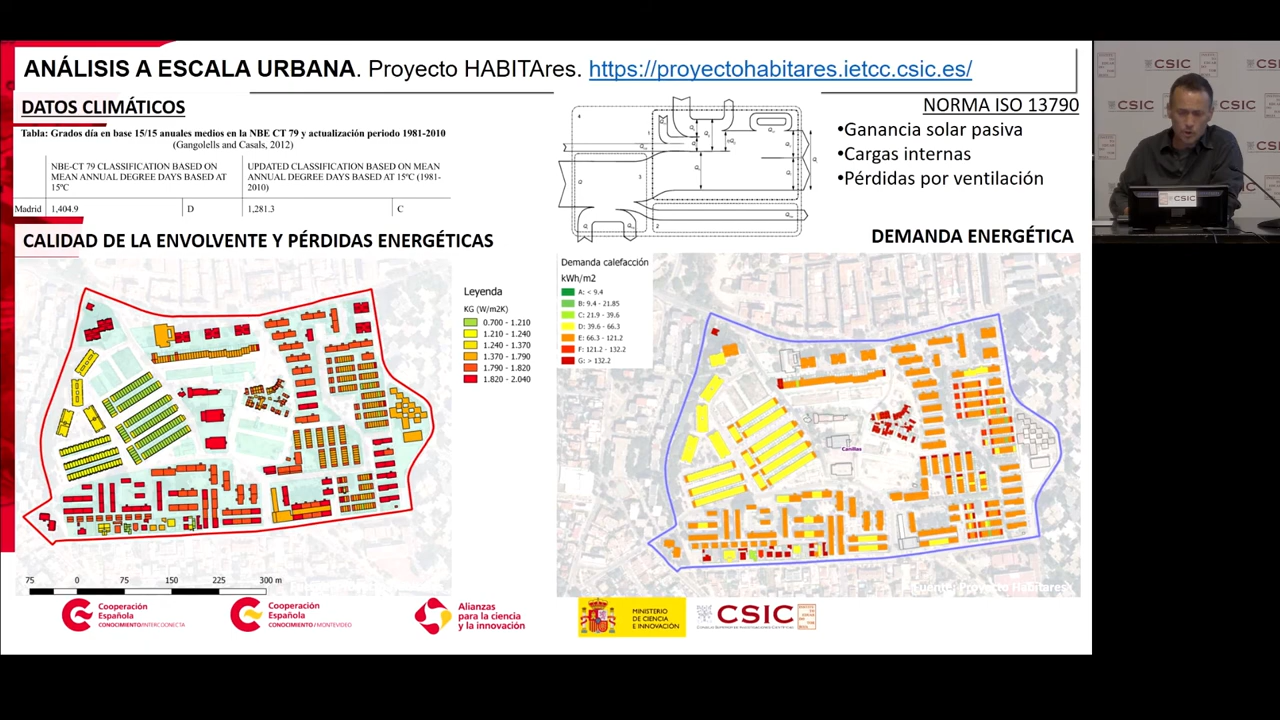 ANÁLISIS A ESCALA URBANA. Proyecto HABITAres. https://proyectohabitares.ietcc.csic.es/
DATOS CLIMÁTICOS
Tabla: Grados día en base 15/15 anuales medios en la NBE CT 79 y actualización periodo 1981-2010
(Gangolells and Casals, 2012)
NBE-CT 79 CLASSIFICATION BASED ON
MEAN ANNUAL DEGREE DAYS BASED AT
15ºC
UPDATED CLASSIFICATION BASED ON MEAN
ANNUAL DEGREE DAYS BASED AT 15ºC (1981-
2010)
Madrid 1,404.9 D 1,281.3 C
NORMA ISO 13790
•Ganancia solar pasiva
•Cargas internas
•Pérdidas por ventilación
CALIDAD DE LA ENVOLVENTE Y PÉRDIDAS ENERGÉTICAS
DEMANDA ENERGÉTICA
Leyenda
KG (W/m2K)
0.700 - 1.210
1.210 - 1.240
1.240 - 1.370
1.370 - 1.790
1.790 - 1.820
1.820 - 2.040
75 0 75 150 225 300 m
Demanda calefacción
kWh/m2
A: < 9.4
B: 9.4 - 21.85
C: 21.9 - 39.6
D: 39.6 - 66.3
E: 66.3 - 121.2
F: 121.2 - 132.2
G: > 132.2
Canillas
Fuente: Proyecto Habitares
Cooperación
Española
CONOCIMIENTO/INTERCOONECTA
Cooperación
Española
CONOCIMIENTO/MONTEVIDEO
Alianzas
para la ciencia
y la innovación
MINISTERIO
DE CIENCIA
E INNOVACIÓN
CSIC
CONSEJO SUPERIOR DE INVESTIGACIONES CIENTÍFICAS
CSIC
CSIC
CSIC
CSIC